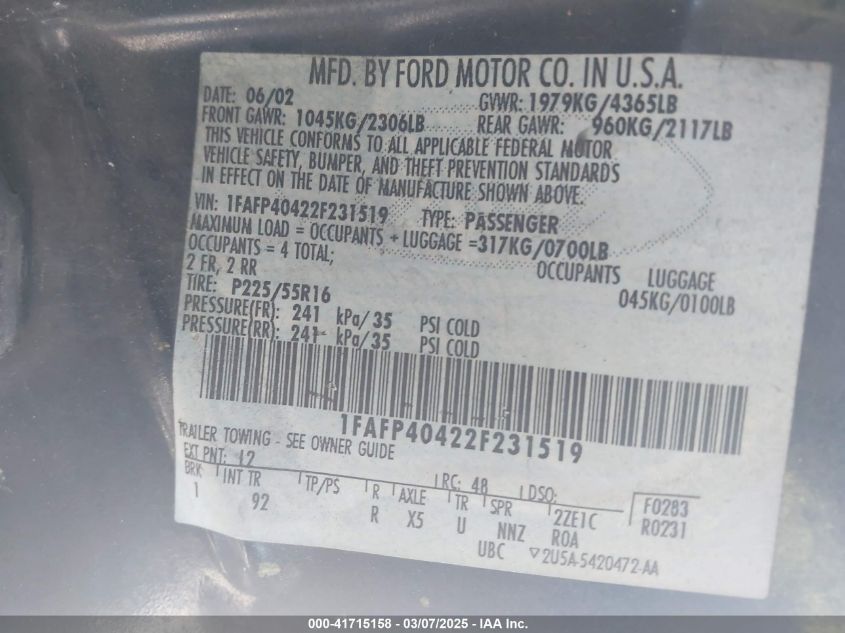 MFD. BY FORD MOTOR CO. IN U.S.A.
DATE: 06/02 GVWR: 1979KG/4365LB
FRONT GAWR: 1045KG/2306LB REAR GAWR: 960KG/2117LB
THIS VEHICLE CONFORMS TO ALL APPLICABLE FEDERAL MOTOR
VEHICLE SAFETY, BUMPER, AND THEFT PREVENTION STANDARDS
IN EFFECT ON THE DATE OF MANUFACTURE SHOWN ABOVE.
VIN: 1FAFP40422F231519 TYPE: PASSENGER
MAXIMUM LOAD = OCCUPANTS + LUGGAGE =317KG/0700LB
OCCUPANTS = 4 TOTAL; OCCUPANTS LUGGAGE
2 FR, 2 RR 045KG/0100LB
TIRE: P225/55R16
PRESSURE(FR): 241 kPa/35 PSI COLD
PRESSURE(RR): 241 kPa/35 PSI COLD
1FAFP40422F231519
TRAILER TOWING - SEE OWNER GUIDE
EXT PNT: 12 RC: 48 DSO: F0283
BRK INT TR TP/PS R AXLE TR SPR 2ZE1C R0231
1 92 R X5 U NNZ ROA
UBC ▽2U5A-5420472-AA
000-41715158 — 03/07/2025 — IAA Inc.